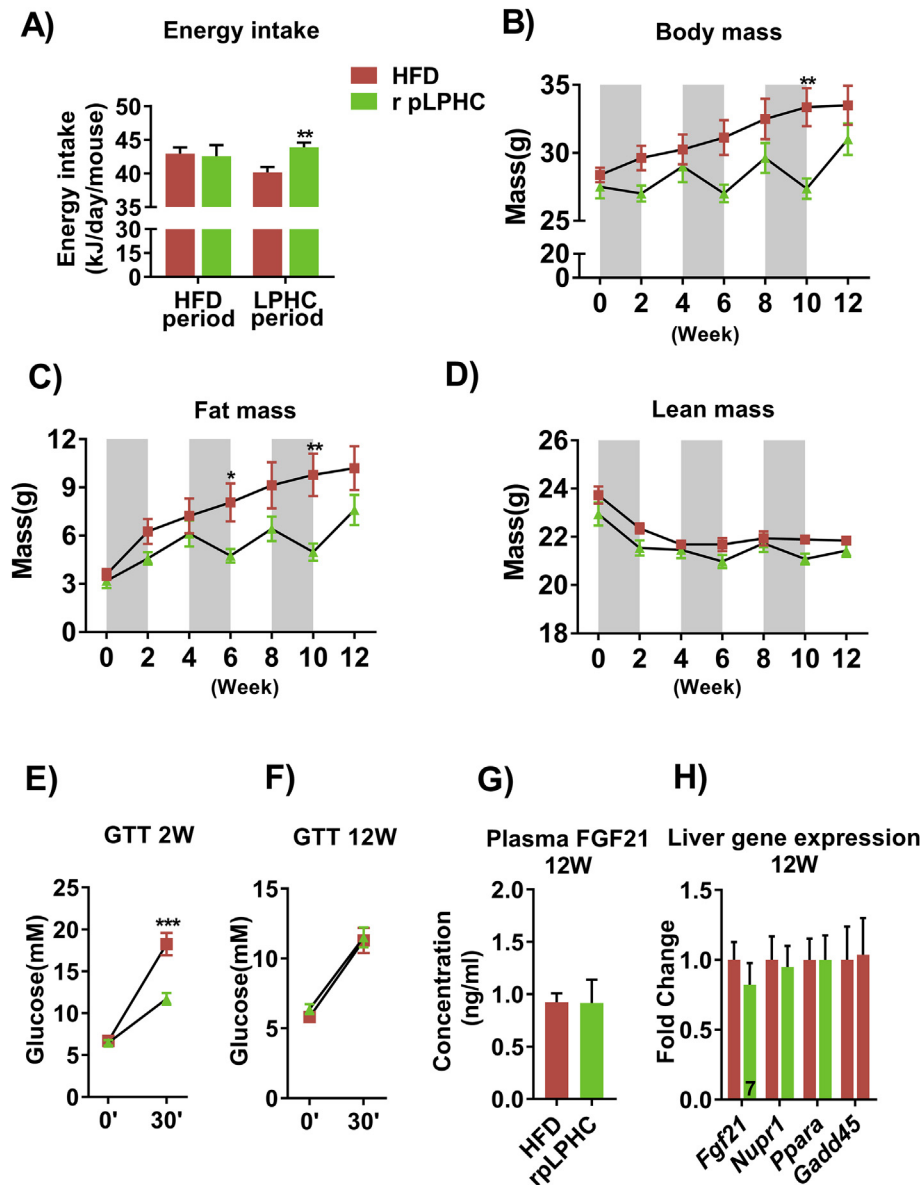 A)
Energy intake
HFD
r pLPHC
Energy intake
(kJ/day/mouse)
50
45
40
35
30
15
0
HFD
period
LPHC
period
**
B)
Body mass
Mass(g)
35
30
25
20
0
**
0 2 4 6 8 10 12
(Week)
C)
Fat mass
Mass(g)
12
9
6
3
0
*
**
0 2 4 6 8 10 12
(Week)
D)
Lean mass
Mass(g)
26
24
22
20
18
0 2 4 6 8 10 12
(Week)
E)
GTT 2W
Glucose(mM)
25
20
15
10
5
0
***
0' 30'
F)
GTT 12W
Glucose(mM)
15
10
5
0
0' 30'
G)
Plasma FGF21
12W
Concentration
(ng/ml)
2.0
1.5
1.0
0.5
0.0
HFD
rpLPHC
H)
Liver gene expression
12W
Fold Change
1.5
1.0
0.5
0.0
7
Fgf21
Nupr1
Ppara
Gadd45